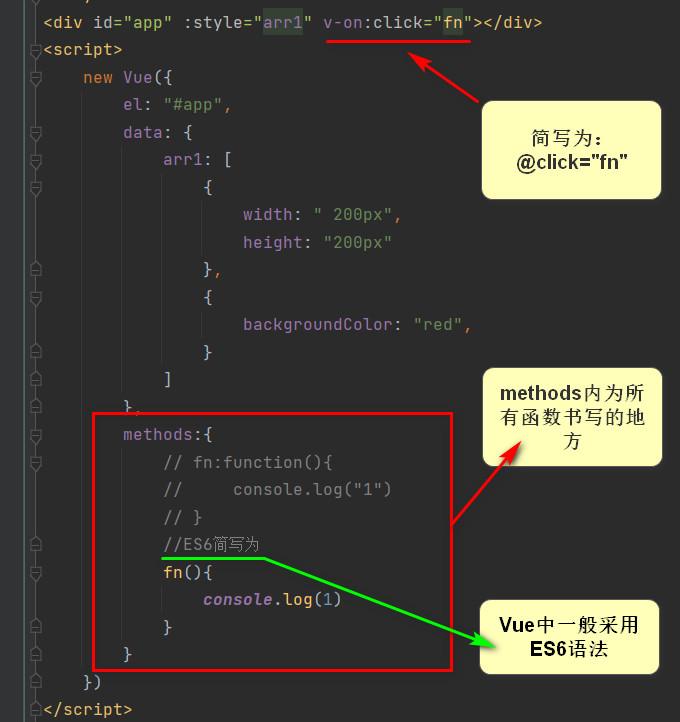 <div id="app" :style="arr1" v-on:click="fn"></div>
<script>
    new Vue({
        el: "#app",
        data: {
            arr1: [
                {
                    width: " 200px",
                    height: "200px"
                },
                {
                    backgroundColor: "red",
                }
            ]
        },
        methods:{
            // fn:function(){
            //     console.log("1")
            // }
            //ES6简写为
            fn(){
                console.log(1)
            }
        }
    })
</script>
简写为：
@click="fn"
methods内为所
有函数书写的地
方
Vue中一般采用
ES6语法